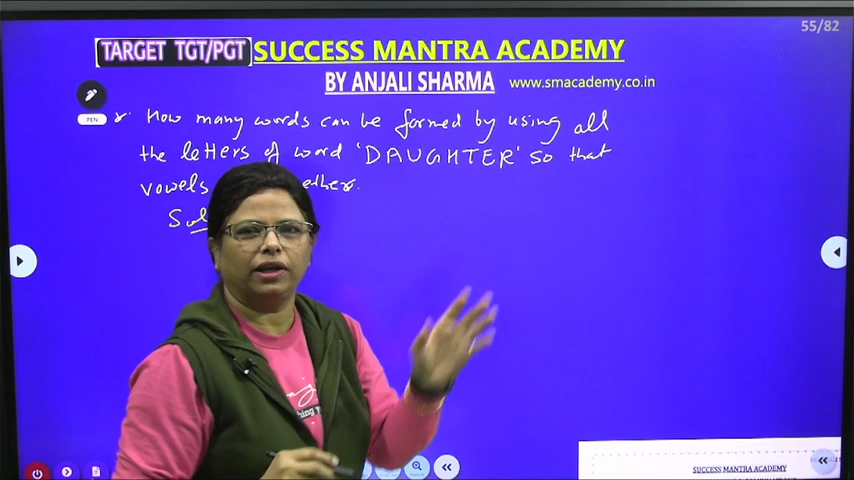 55/82
TARGET TGT/PGT SUCCESS MANTRA ACADEMY
BY ANJALI SHARMA www.smacademy.co.in
PEN
How many words can be formed by using all
the letters of word 'DAUGHTER' so that
vowels
Sol
SUCCESS MANTRA ACADEMY